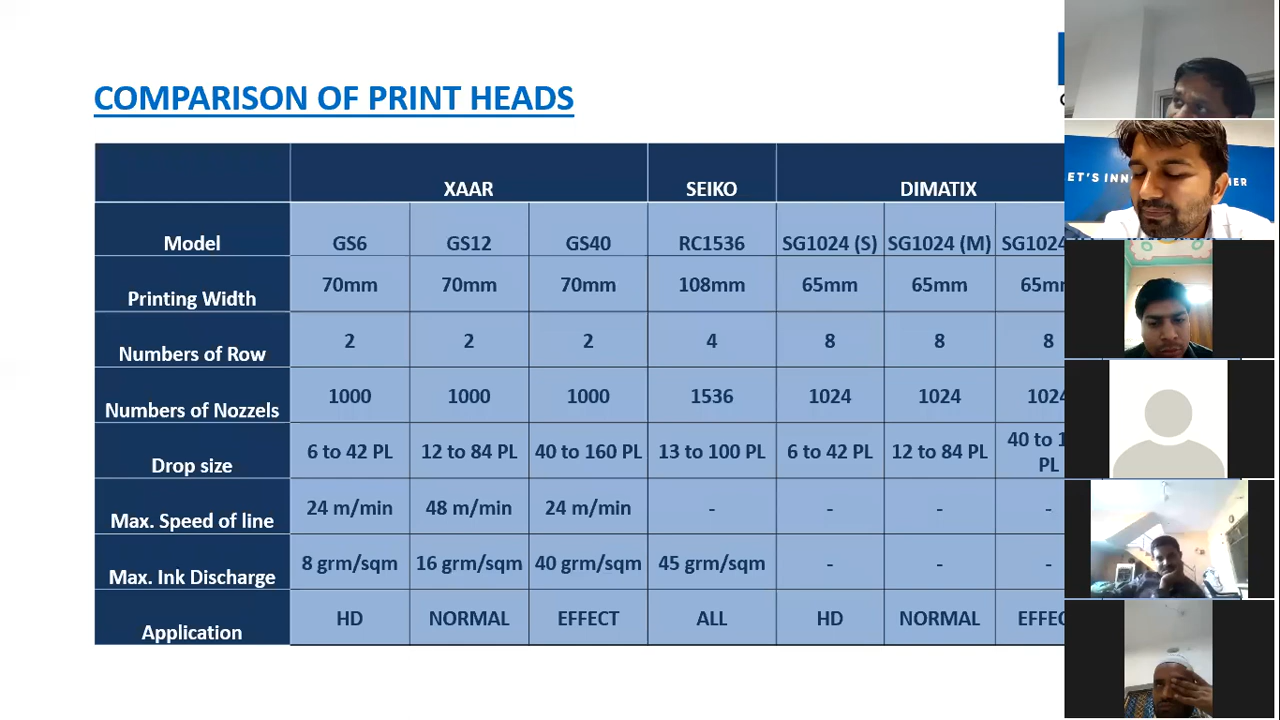 COMPARISON OF PRINT HEADS
XAAR SEIKO DIMATIX
Model GS6 GS12 GS40 RC1536 SG1024 (S) SG1024 (M) SG1024
Printing Width 70mm 70mm 70mm 108mm 65mm 65mm 65mm
Numbers of Row 2 2 2 4 8 8 8
Numbers of Nozzels 1000 1000 1000 1536 1024 1024 1024
Drop size 6 to 42 PL 12 to 84 PL 40 to 160 PL 13 to 100 PL 6 to 42 PL 12 to 84 PL 40 to
PL
Max. Speed of line 24 m/min 48 m/min 24 m/min - - - -
Max. Ink Discharge 8 grm/sqm 16 grm/sqm 40 grm/sqm 45 grm/sqm - - -
Application HD NORMAL EFFECT ALL HD NORMAL